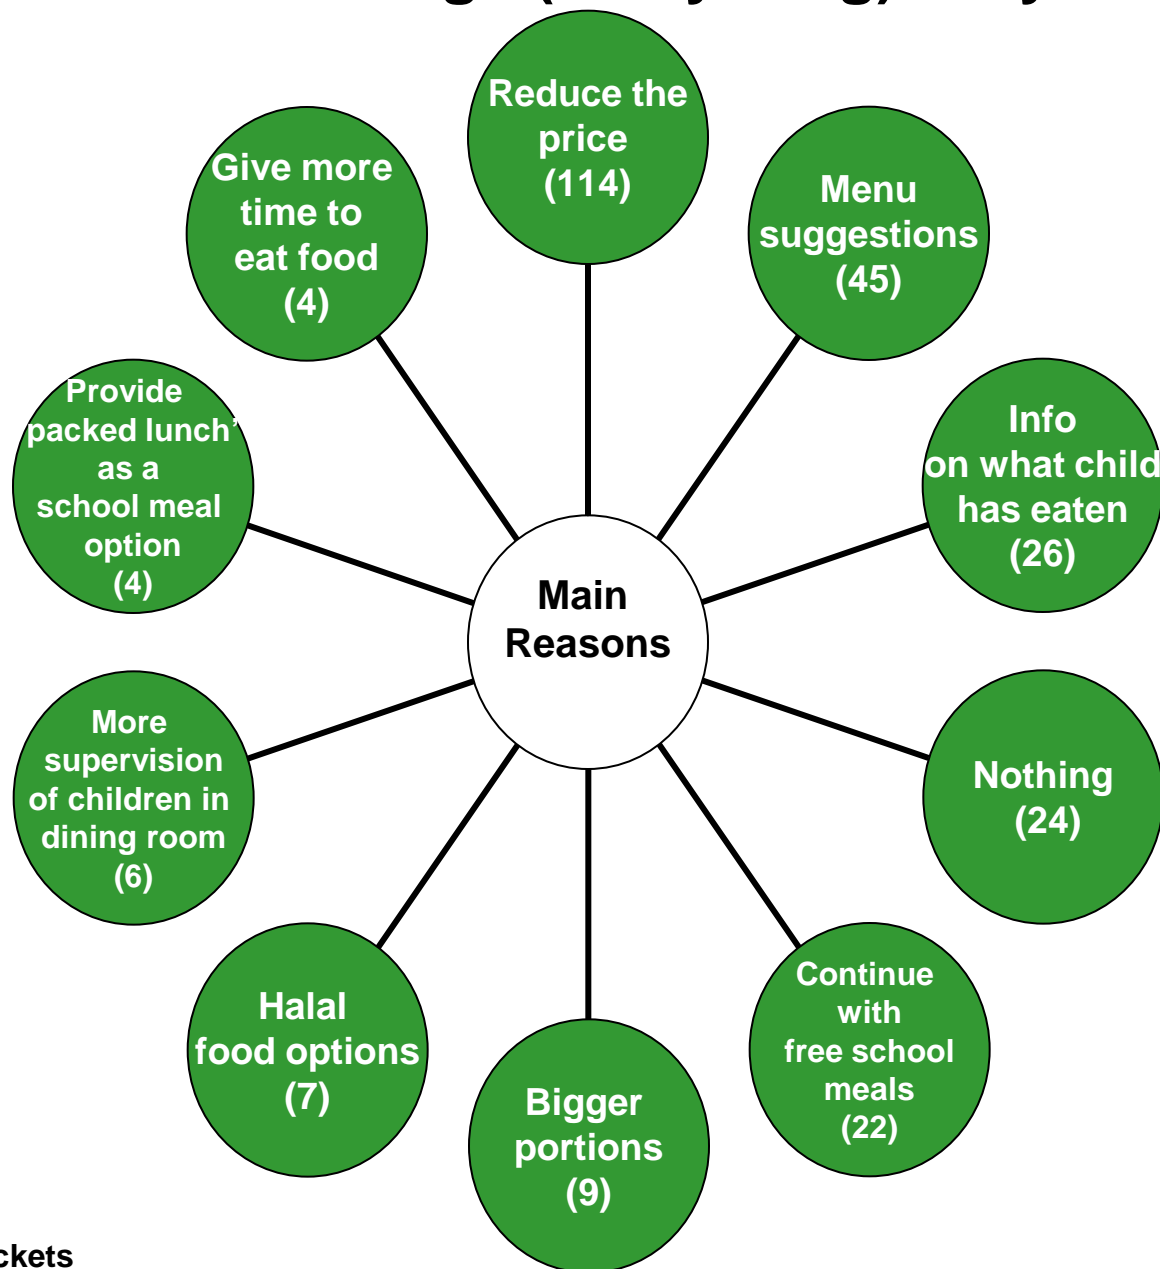 Reduce the
price
(114)
Menu
suggestions
(45)
Info
on what child
has eaten
(26)
Nothing
(24)
Continue
with
free school
meals
(22)
Bigger
portions
(9)
Halal
food options
(7)
More
supervision
of children in
dining room
(6)
Provide
packed lunch’
as a
school meal
option
(4)
Give more
time to
eat food
(4)
Main
Reasons
ckets